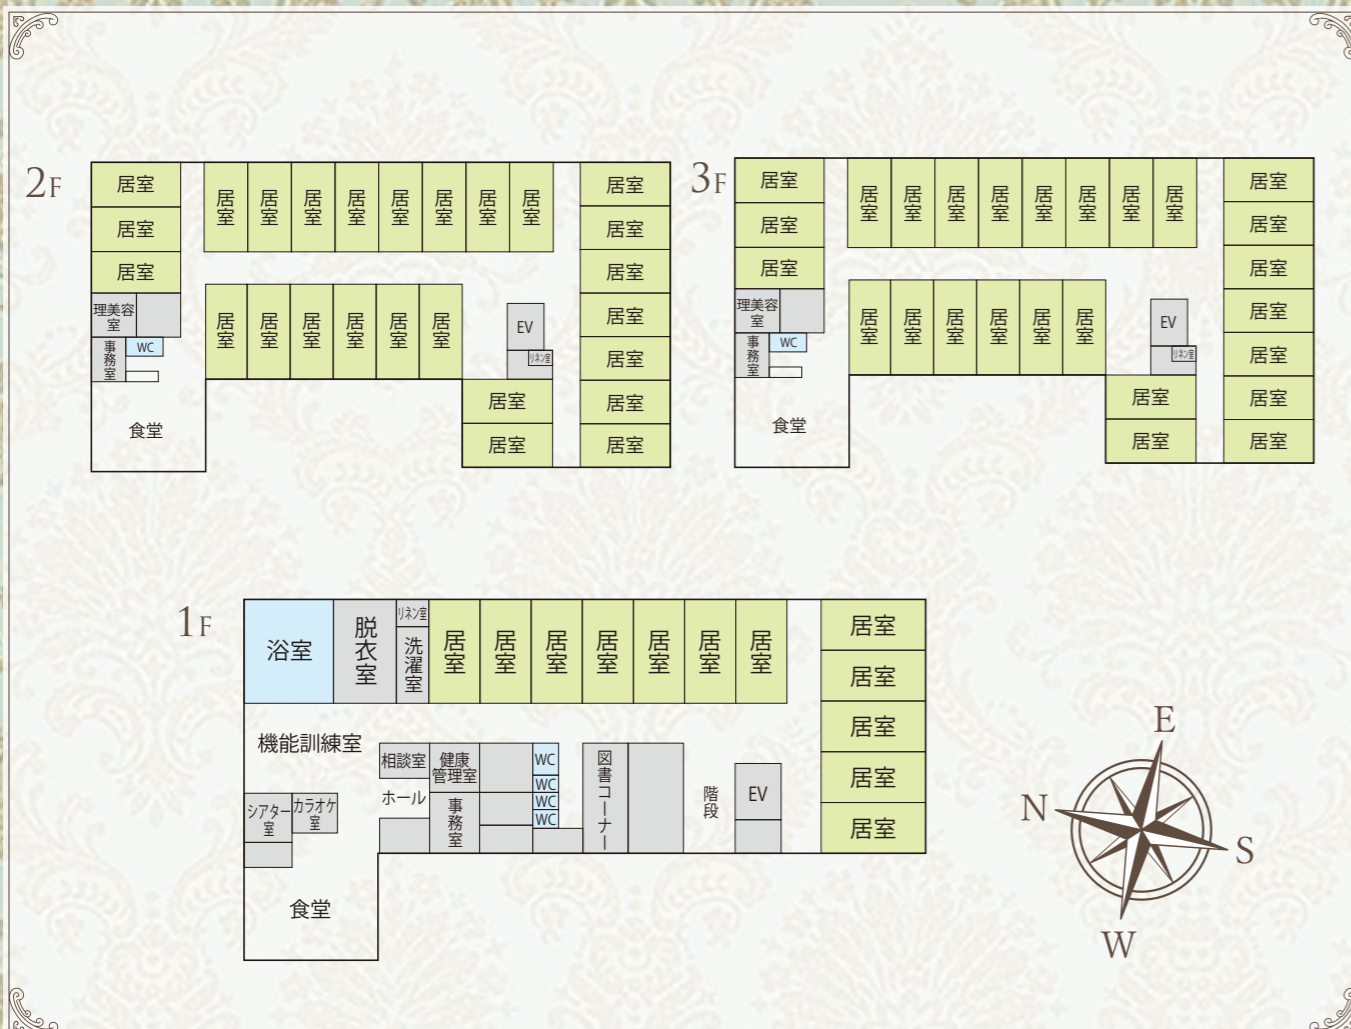 2F
居室
居室
居室
居室
居室
居室
居室
居室
居室
居室
居室
理美容室
事務室
WC
食堂
居室
居室
居室
居室
居室
居室
EV
リネン室
居室
居室
居室
居室
居室
居室
居室
居室
居室
3F
居室
居室
居室
居室
居室
居室
居室
居室
居室
居室
居室
理美容室
事務室
WC
食堂
居室
居室
居室
居室
居室
居室
EV
リネン室
居室
居室
居室
居室
居室
居室
居室
居室
居室
1F
浴室
脱衣室
リネン室
洗濯室
居室
居室
居室
居室
居室
居室
居室
居室
居室
居室
居室
居室
機能訓練室
相談室
健康
管理室
WC
WC
WC
WC
図書コーナー
階段
EV
ホール
事務室
シアター
室
カラオケ
室
食堂
E
N
S
W